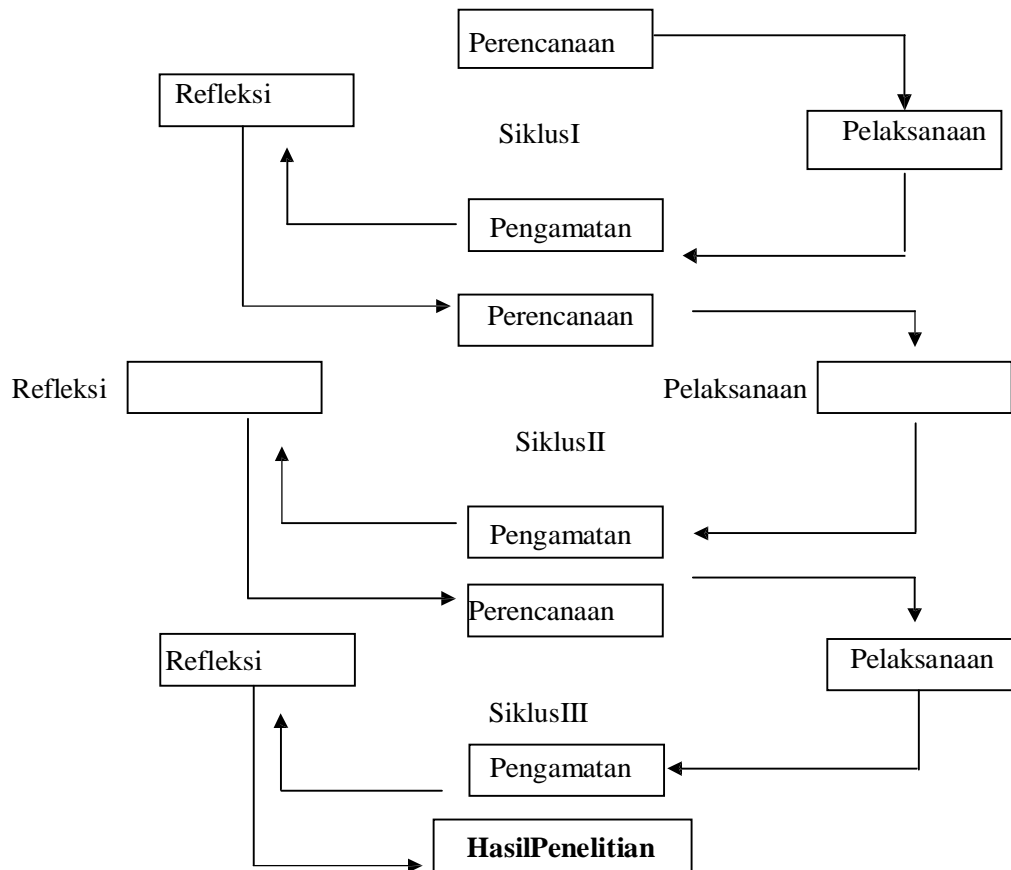 Perencanaan
Refleksi
SiklusI
Pelaksanaan
Pengamatan
Perencanaan
Refleksi
Pelaksanaan
SiklusII
Pengamatan
Perencanaan
Refleksi
Pelaksanaan
SiklusIII
Pengamatan
HasilPenelitian